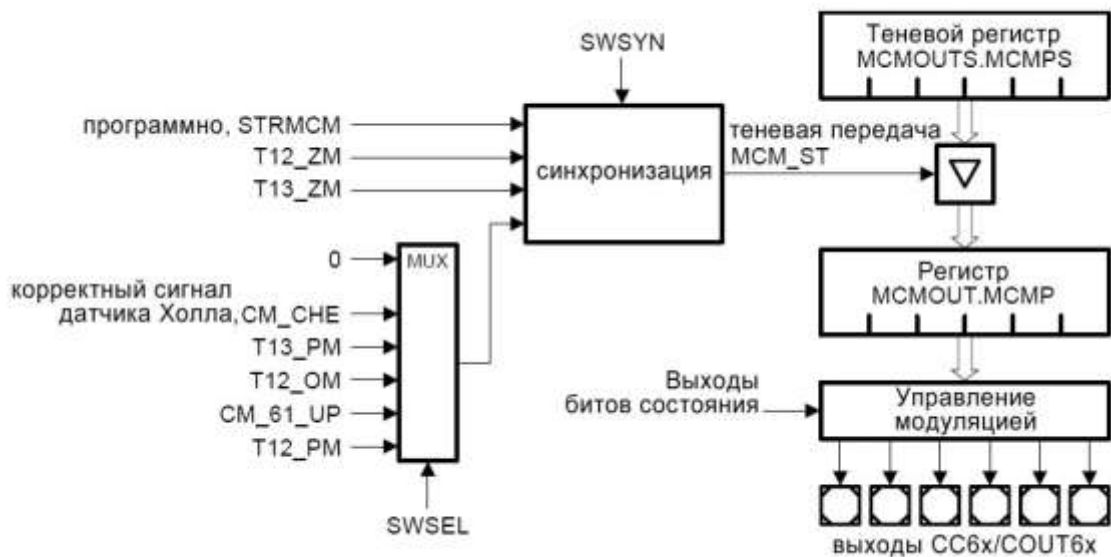 SWSYN
программно, STRMCM
T12_ZM
T13_ZM
синхронизация
теневая передача
MCM_ST
Теневой регистр
MCMOUTS.MCMPS
0
MUX
корректный сигнал
датчика Холла, CM_CHE
T13_PM
T12_OM
CM_61_UP
T12_PM
SWSEL
Регистр
MCMOUT.MCMP
Выходы
битов состояния
Управление
модуляцией
выходы CC6x/COUT6x